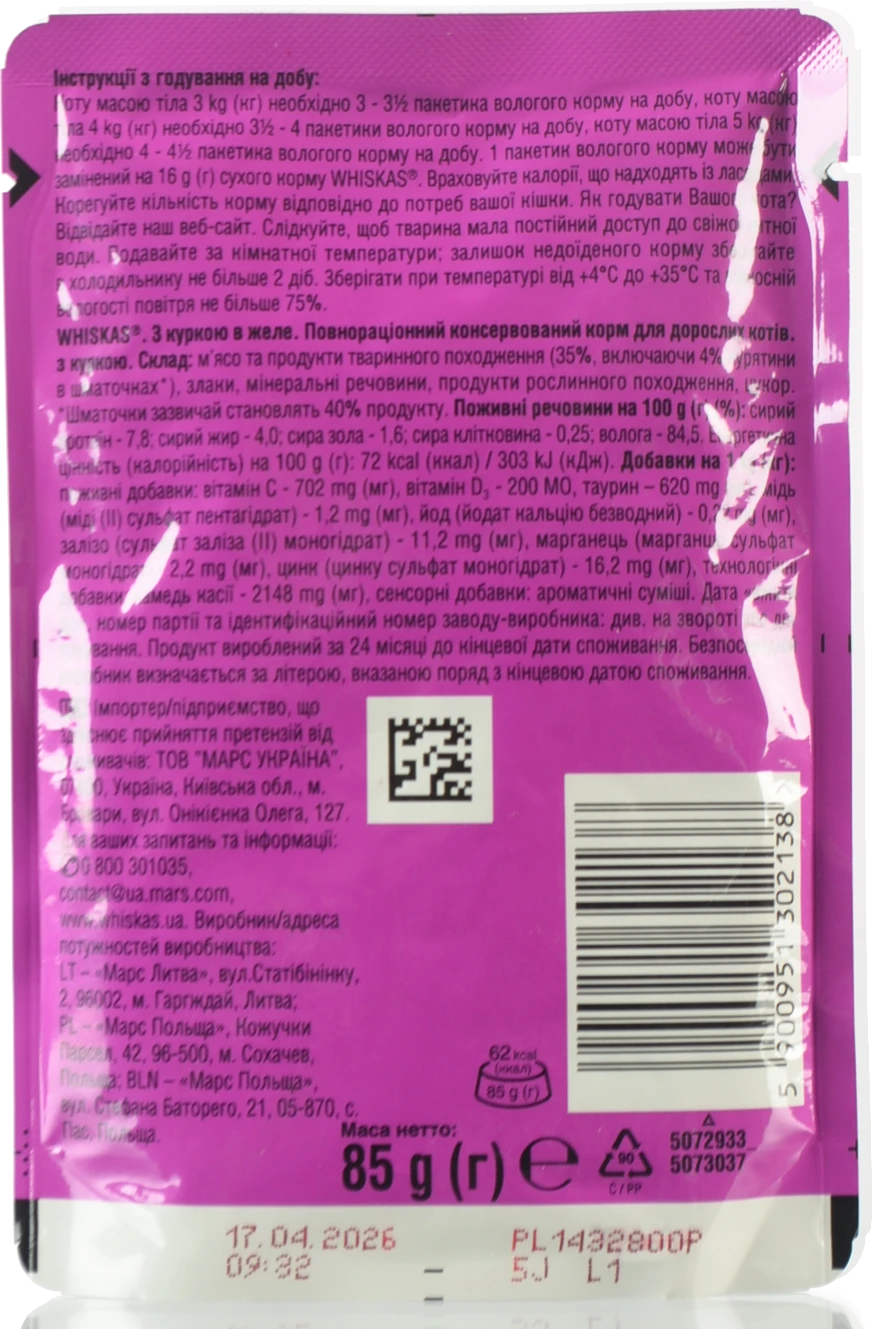 Інструкції з годування на добу:
Коту масою тіла 3 kg (кг) необхідно 3 - 3½ пакетика вологого корму на добу, коту масою
тіла 4 kg (кг) необхідно 3½ - 4 пакетики вологого корму на добу, коту масою тіла 5 kg (кг)
необхідно 4 - 4½ пакетика вологого корму на добу. 1 пакетик вологого корму може бути
замінений на 16 g (г) сухого корму WHISKAS®. Враховуйте калорії, що надходять із
Корегуйте кількість корму відповідно до потреб вашої кішки. Як годувати Вашого кота?
Відвідайте наш веб-сайт. Слідкуйте, щоб тварина мала постійний доступ до
води. Подавайте за кімнатної температури; залишок недоїденого корму зберігайте
в холодильнику не більше 2 діб. Зберігати при температурі від +4°C до +35°C та
вологості повітря не більше 75%.
WHISKAS®. З куркою в желе. Повнораціонний консервований корм для дорослих котів.
з куркою. Склад: м'ясо та продукти тваринного походження (35%, включаючи 4% курятини
в шматочках*), злаки, мінеральні речовини, продукти рослинного походження, цукор.
*Шматочки зазвичай становлять 40% продукту. Поживні речовини на 100 g (г) (%): сирий
протеїн - 7,8; сирий жир - 4,0; сира зола - 1,6; сира клітковина - 0,25; волога - 84,5. Енергетична
цінність (калорійність) на 100 g (г): 72 kcal (ккал) / 303 kJ (кДж). Добавки на
поживні добавки: вітамін С - 702 mg (мг), вітамін D₃ - 200 МО, таурин – 620 mg мідь
(міді (II) сульфат пентагідрат) - 1,2 mg (мг), йод (йодат кальцію безводний) - mg (мг),
залізо (сульфат заліза (II) моногідрат) - 11,2 mg (мг), марганець (марганцю сульфат
моногідрат) - 2,2 mg (мг), цинк (цинку сульфат моногідрат) - 16,2 mg (мг), технологічні
добавки: камедь касії - 2148 mg (мг), сенсорні добавки: ароматичні суміші. Дата
номер партії та ідентифікаційний номер заводу-виробника: див. на звороті
Продукт вироблений за 24 місяці до кінцевої дати споживання.
визначається за літерою, вказаною поряд з кінцевою датою споживання.
Імпортер/підприємство, що
здійснює прийняття претензій від
споживачів: ТОВ "МАРС УКРАЇНА",
Україна, Київська обл., м.
Бровари, вул. Онікієнка Олега, 127.
Для ваших запитань та інформації:
✆0 800 301035,
contact@ua.mars.com,
www.whiskas.ua. Виробник/адреса
потужностей виробництва:
LT – «Марс Литва», вул.Статібінінку,
2, 96002, м. Гаргждай, Литва;
PL – «Марс Польща», Кожучки
Парсел, 42, 96-500, м. Сохачев,
Польща; BLN – «Марс Польща»,
вул. Стефана Баторего, 21, 05-870, с.
Пас, Польща.
62 kcal
(ккал)
85 g (г)
5 900951 302138 >
Маса нетто:
85 g (г) ℮
90
C/PP
5072933
5073037
17.04.2026
09:32
PL1432800P
5J L1